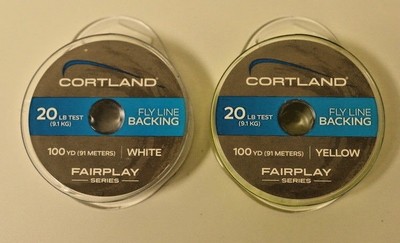 CORTLAND
20 LB TEST (9.1 KG)
FLY LINE
BACKING
100 YD (91 METERS) | WHITE
FAIRPLAY
SERIES
CORTLAND
20 LB TEST (9.1 KG)
FLY LINE
BACKING
100 YD (91 METERS) | YELLOW
FAIRPLAY
SERIES